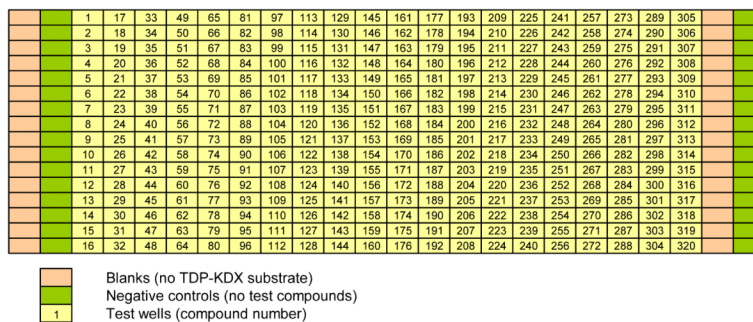 1 17 33 49 65 81 97 113 129 145 161 177 193 209 225 241 257 273 289 305
2 18 34 50 66 82 98 114 130 146 162 178 194 210 226 242 258 274 290 306
3 19 35 51 67 83 99 115 131 147 163 179 195 211 227 243 259 275 291 307
4 20 36 52 68 84 100 116 132 148 164 180 196 212 228 244 260 276 292 308
5 21 37 53 69 85 101 117 133 149 165 181 197 213 229 245 261 277 293 309
6 22 38 54 70 86 102 118 134 150 166 182 198 214 230 246 262 278 294 310
7 23 39 55 71 87 103 119 135 151 167 183 199 215 231 247 263 279 295 311
8 24 40 56 72 88 104 120 136 152 168 184 200 216 232 248 264 280 296 312
9 25 41 57 73 89 105 121 137 153 169 185 201 217 233 249 265 281 297 313
10 26 42 58 74 90 106 122 138 154 170 186 202 218 234 250 266 282 298 314
11 27 43 59 75 91 107 123 139 155 171 187 203 219 235 251 267 283 299 315
12 28 44 60 76 92 108 124 140 156 172 188 204 220 236 252 268 284 300 316
13 29 45 61 77 93 109 125 141 157 173 189 205 221 237 253 269 285 301 317
14 30 46 62 78 94 110 126 142 158 174 190 206 222 238 254 270 286 302 318
15 31 47 63 79 95 111 127 143 159 175 191 207 223 239 255 271 287 303 319
16 32 48 64 80 96 112 128 144 160 176 192 208 224 240 256 272 288 304 320
Blanks (no TDP-KDX substrate)
Negative controls (no test compounds)
1 Test wells (compound number)